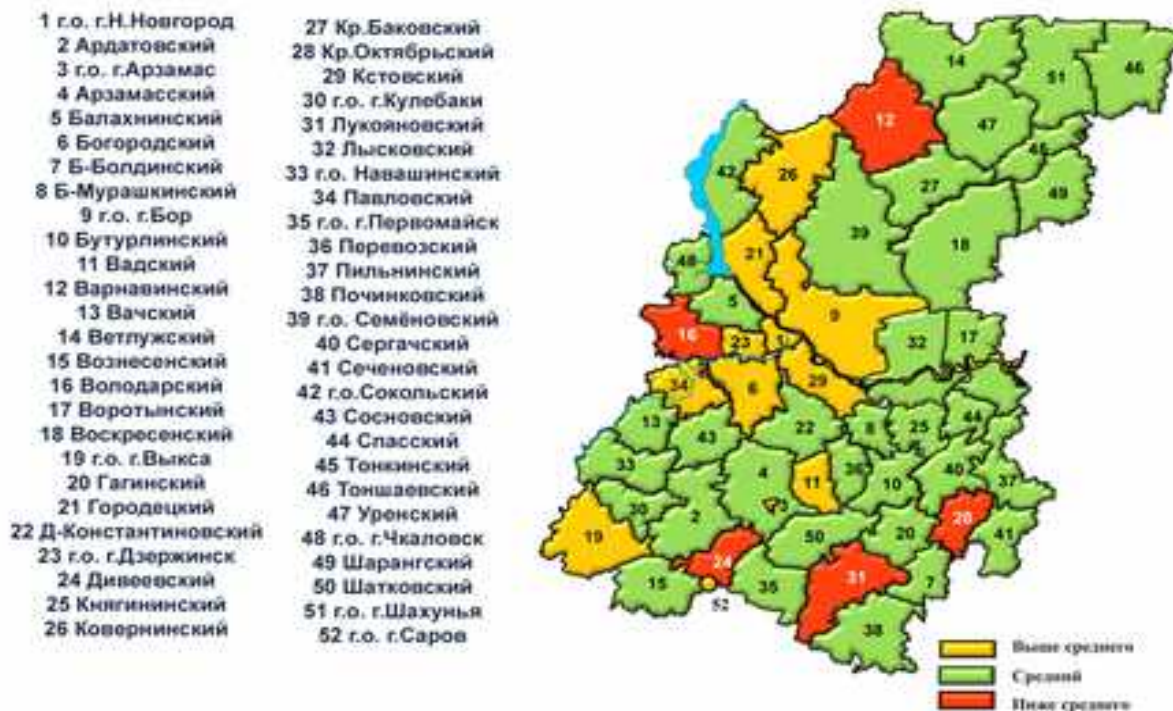 1 г.о. г.Н.Новгород
2 Ардатовский
3 г.о. г.Арзамас
4 Арзамасский
5 Балахнинский
6 Богородский
7 Б-Болдинский
8 Б-Мурашкинский
9 г.о. г.Бор
10 Бутурлинский
11 Вадский
12 Варнавинский
13 Вачский
14 Ветлужский
15 Вознесенский
16 Володарский
17 Воротынский
18 Воскресенский
19 г.о. г.Выкса
20 Гагинский
21 Городецкий
22 Д-Константиновский
23 г.о. г.Дзержинск
24 Дивеевский
25 Княгининский
26 Ковернинский
27 Кр.Баковский
28 Кр.Октябрьский
29 Кстовский
30 г.о. г.Кулебаки
31 Лукояновский
32 Лысковский
33 г.о. Навашинский
34 Павловский
35 г.о. г.Первомайск
36 Перевозский
37 Пильнинский
38 Починковский
39 г.о. Семёновский
40 Сергачский
41 Сеченовский
42 г.о.Сокольский
43 Сосновский
44 Спасский
45 Тонкинский
46 Тоншаевский
47 Уренский
48 г.о. г.Чкаловск
49 Шарангский
50 Шатковский
51 г.о. г.Шахунья
52 г.о. г.Саров
14
51
46
12
47
45
42
26
27
49
39
18
21
48
5
9
16
23
1
32
17
34
6
29
13
43
22
8
25
44
33
4
11
36
10
40
37
30
2
3
19
50
20
28
41
24
15
52
35
31
7
38
Выше среднего
Средний
Ниже среднего